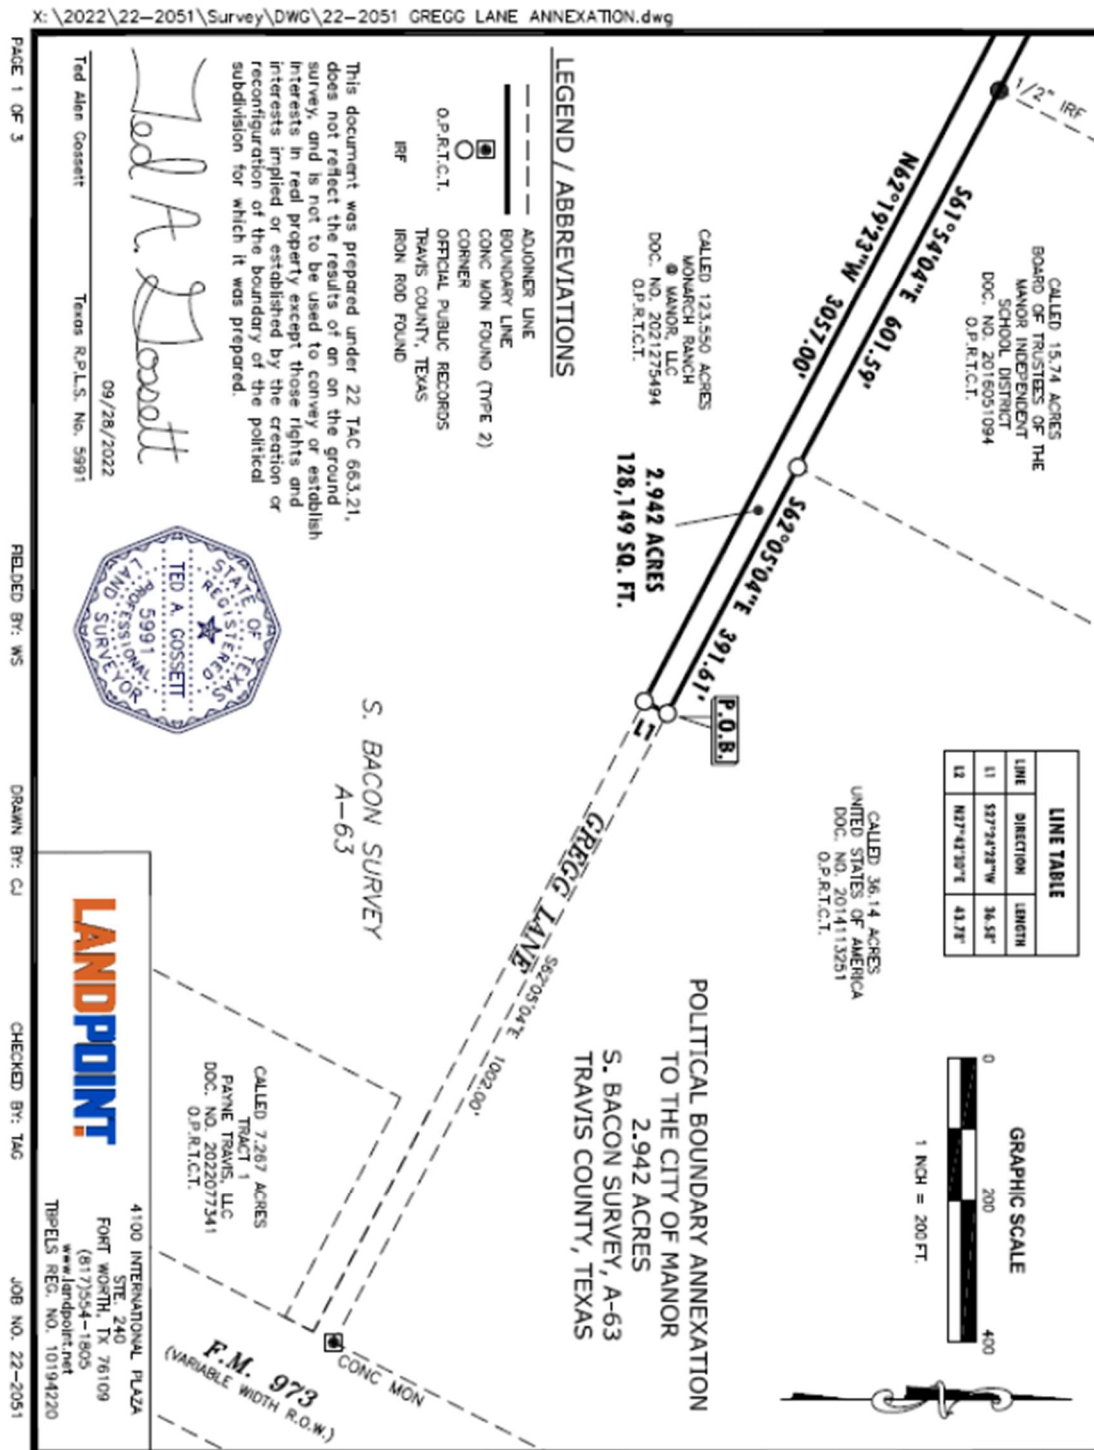 X: \2022\22-2051\Survey\DWG\22-2051 GREGG LANE ANNEXATION.dwg
1/2" IRF
CALLED 15.74 ACRES
BOARD OF TRUSTEES OF THE
MANOR INDEPENDENT
SCHOOL DISTRICT
DOC. NO. 2016051094
O.P.R.T.C.T.
S61°54'04"E 601.59'
N62°19'23"W 3057.00'
CALLED 123.550 ACRES
MONARCH RANCH
@ MANOR, LLC
DOC. NO. 2021275494
O.P.R.T.C.T.
2.942 ACRES
128,149 SQ. FT.
S62°05'04"E 391.61'
P.O.B.
L1
LINE TABLE
LINE DIRECTION LENGTH
L1 S27°24'28"W 36.58'
L2 N27°42'30"E 43.78'
CALLED 36.14 ACRES
UNITED STATES OF AMERICA
DOC. NO. 2014113251
O.P.R.T.C.T.
GRAPHIC SCALE
0 200 400
1 INCH = 200 FT.
GREGG LANE
S62°05'04"E 1002.00'
POLITICAL BOUNDARY ANNEXATION
TO THE CITY OF MANOR
2.942 ACRES
S. BACON SURVEY, A-63
TRAVIS COUNTY, TEXAS
LEGEND / ABBREVIATIONS
ADJOINER LINE
BOUNDARY LINE
CONC MON FOUND (TYPE 2)
CORNER
O.P.R.T.C.T. OFFICIAL PUBLIC RECORDS
TRAVIS COUNTY, TEXAS
IRF IRON ROD FOUND
S. BACON SURVEY
A-63
This document was prepared under 22 TAC 663.21,
does not reflect the results of an on the ground
survey, and is not to be used to convey or establish
interests in real property except those rights and
interests implied or established by the creation or
reconfiguration of the boundary of the political
subdivision for which it was prepared.
Ted A. Gossett
09/28/2022
Ted Alen Gossett Texas R.P.L.S. No. 5991
STATE OF TEXAS
REGISTERED
TED A. GOSSETT
5991
PROFESSIONAL
LAND SURVEYOR
CALLED 7.267 ACRES
TRACT 1
PAYNE TRAVIS, LLC
DOC. NO. 2022077341
O.P.R.T.C.T.
CONC MON
F.M. 973
(VARIABLE WIDTH R.O.W.)
LANDPOINT
4100 INTERNATIONAL PLAZA
STE. 240
FORT WORTH, TX 76109
(817)554-1805
www.landpoint.net
TBPELS REG. NO. 10194220
PAGE 1 OF 3 FIELDED BY: WS DRAWN BY: CJ CHECKED BY: TAG JOB NO. 22-2051